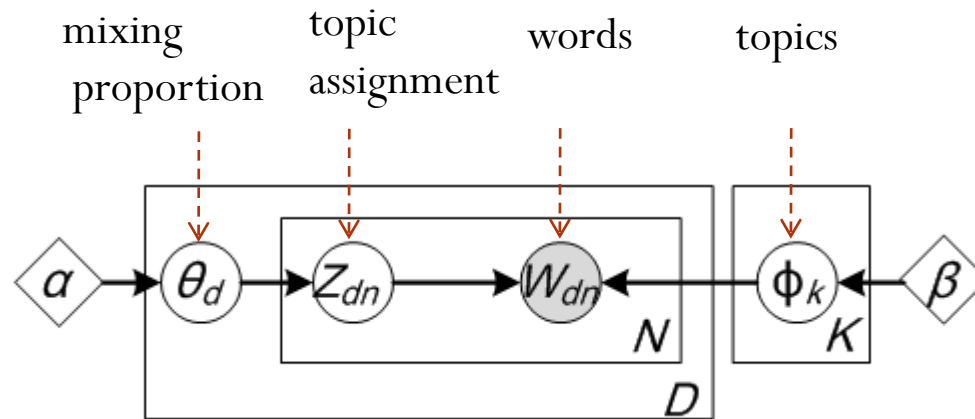 mixing
proportion
topic
assignment
words
topics
α
θd
Zdn
Wdn
N
D
ϕk
K
β